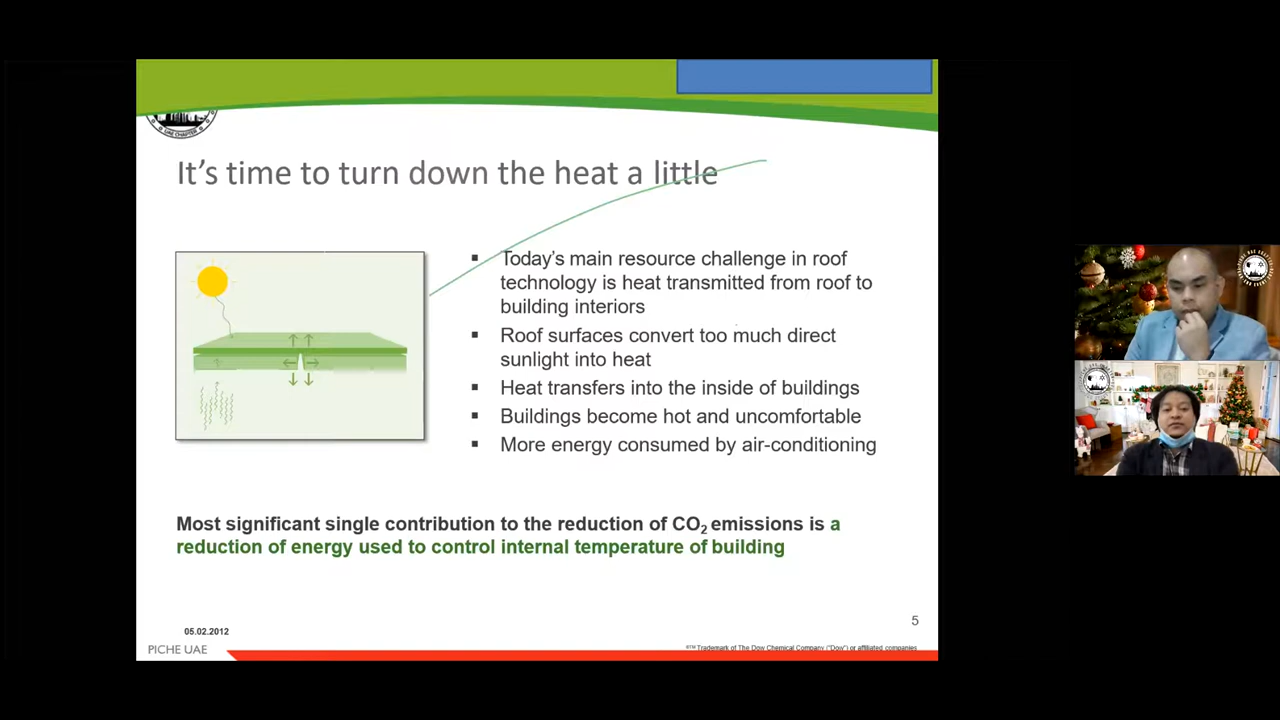 UAE CHAPTER
It’s time to turn down the heat a little
▪ Today’s main resource challenge in roof
technology is heat transmitted from roof to
building interiors
▪ Roof surfaces convert too much direct
sunlight into heat
▪ Heat transfers into the inside of buildings
▪ Buildings become hot and uncomfortable
▪ More energy consumed by air-conditioning
Most significant single contribution to the reduction of CO₂ emissions is a
reduction of energy used to control internal temperature of building
5
05.02.2012
PICHE UAE
®™ Trademark of The Dow Chemical Company (“Dow”) or affiliated companies